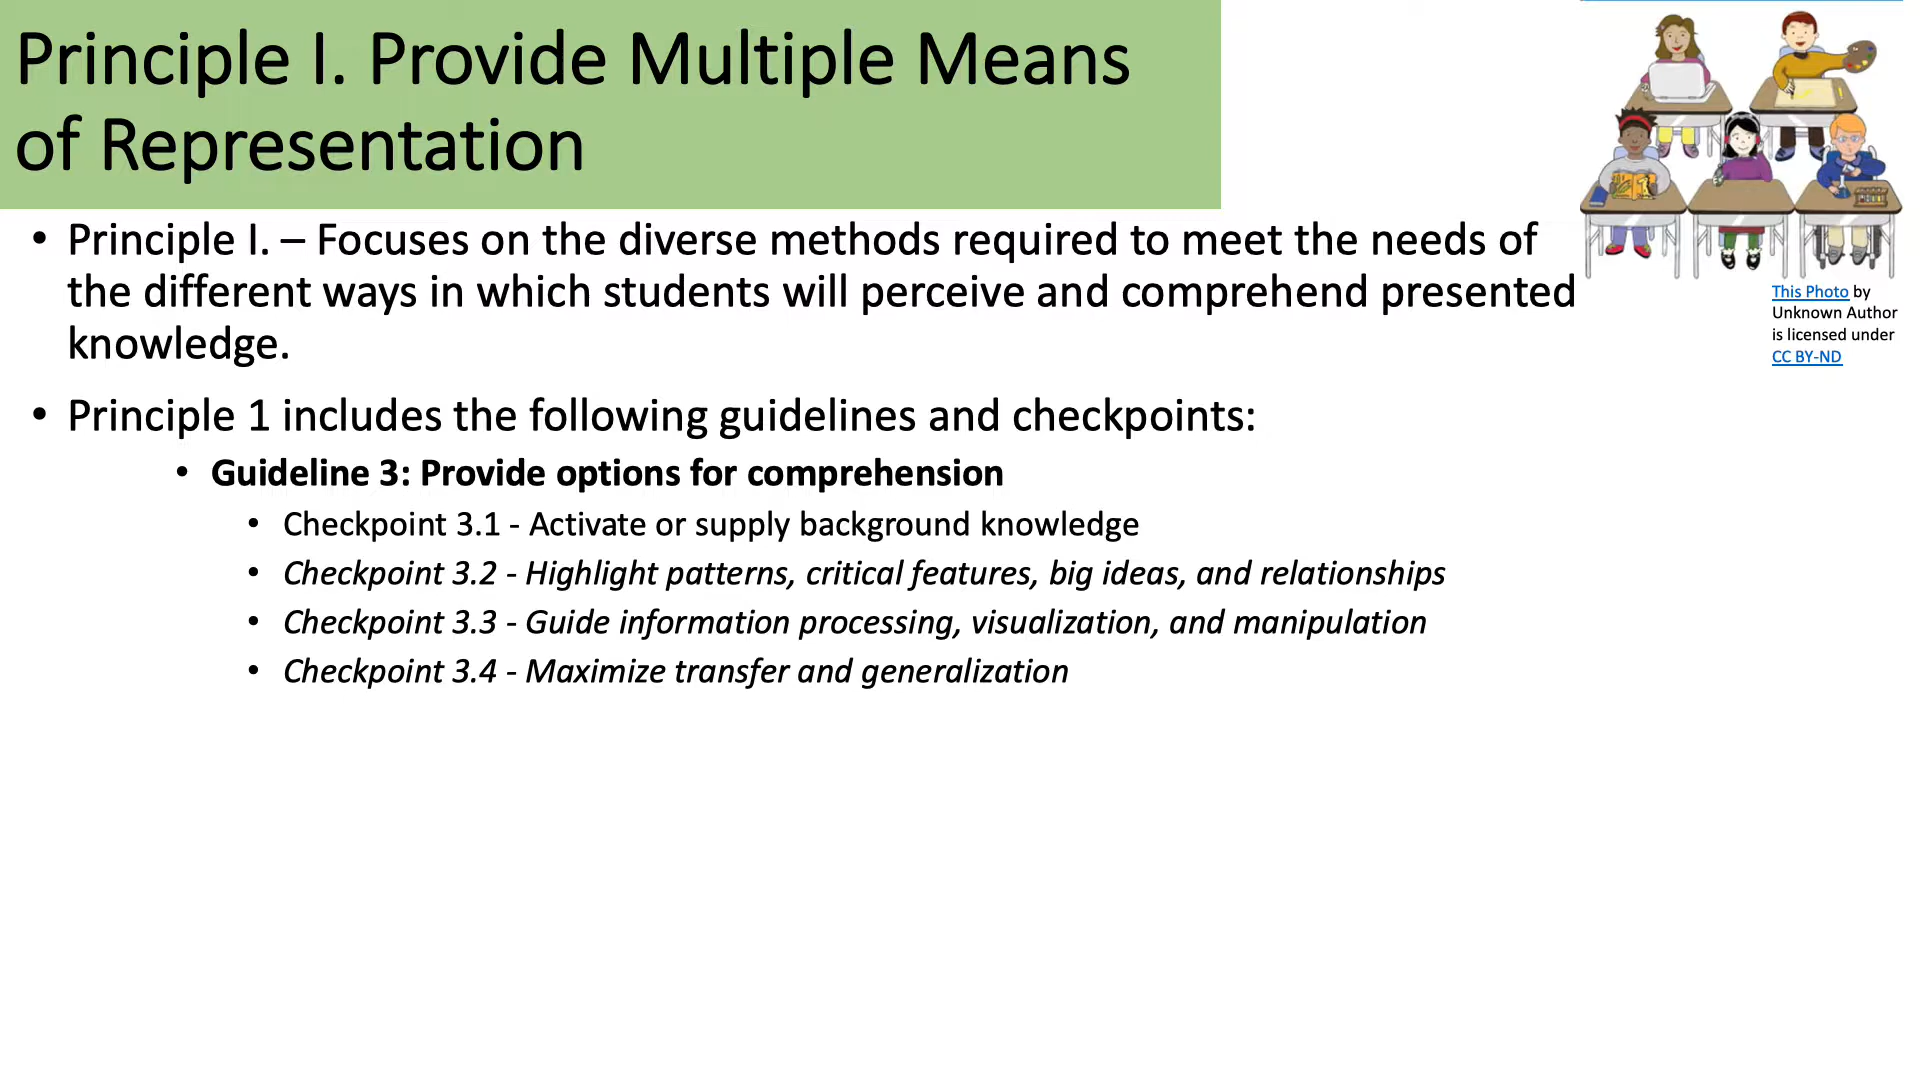 Principle I. Provide Multiple Means
of Representation
• Principle I. – Focuses on the diverse methods required to meet the needs of
the different ways in which students will perceive and comprehend presented
knowledge.
• Principle 1 includes the following guidelines and checkpoints:
• Guideline 3: Provide options for comprehension
• Checkpoint 3.1 - Activate or supply background knowledge
• Checkpoint 3.2 - Highlight patterns, critical features, big ideas, and relationships
• Checkpoint 3.3 - Guide information processing, visualization, and manipulation
• Checkpoint 3.4 - Maximize transfer and generalization
This Photo by
Unknown Author
is licensed under
CC BY-ND